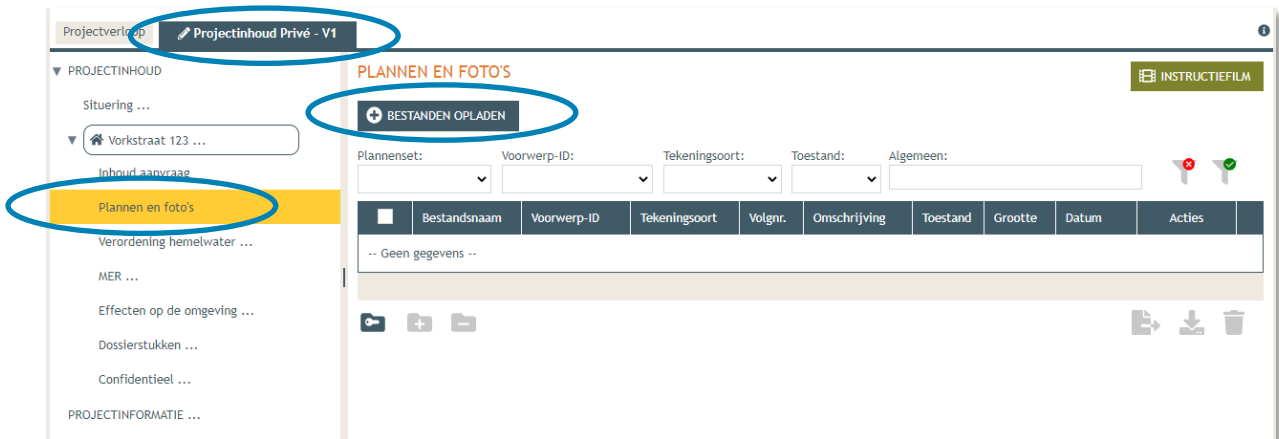 Projectverloop
Projectinhoud Privé - V1
PROJECTINHOUD
Situering ...
Vorkstraat 123 ...
Inhoud aanvraag
Plannen en foto's
Verordening hemelwater ...
MER ...
Effecten op de omgeving ...
Dossierstukken ...
Confidentieel ...
PROJECTINFORMATIE ...
PLANNEN EN FOTO'S
INSTRUCTIEFILM
BESTANDEN OPLADEN
Plannenset: Voorwerp-ID: Tekeningsoort: Toestand: Algemeen:
Bestandsnaam Voorwerp-ID Tekeningsoort Volgnr. Omschrijving Toestand Grootte Datum Acties
-- Geen gegevens --